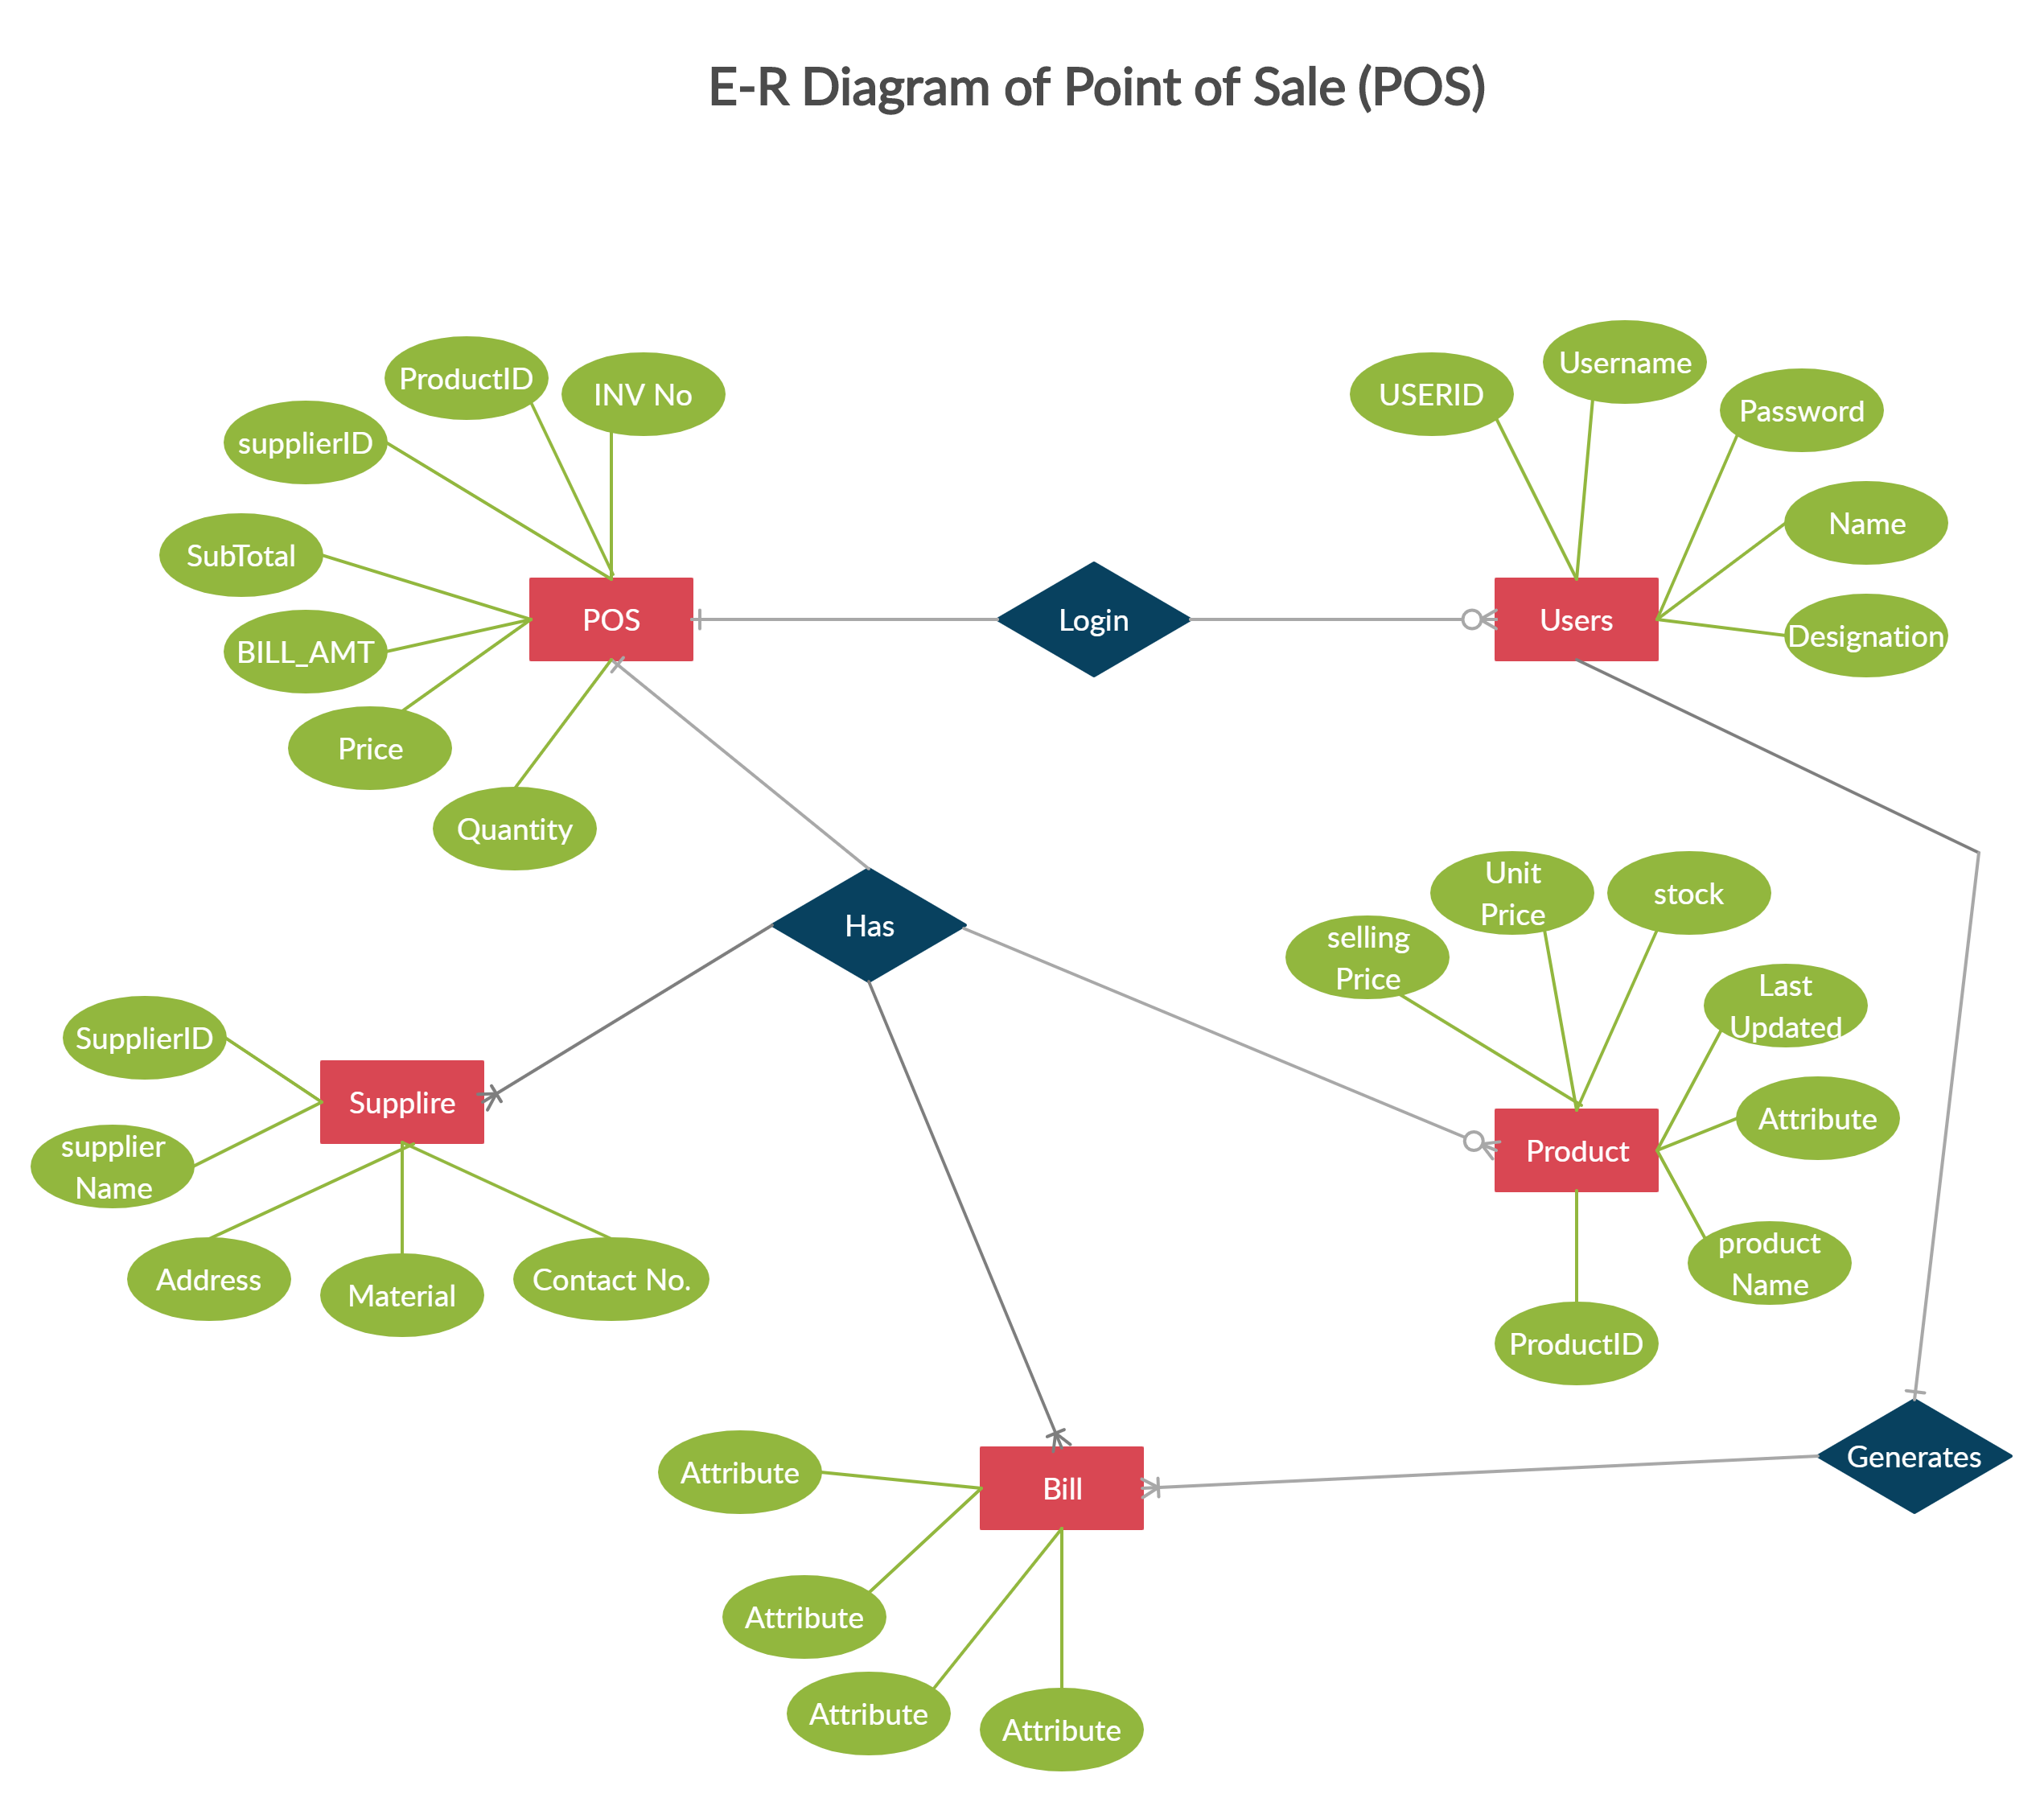 E-R Diagram of Point of Sale (POS)
ProductID
INV No
supplierID
SubTotal
BILL_AMT
Price
Quantity
POS
Login
USERID
Username
Password
Name
Designation
Users
Has
Unit
Price
stock
selling
Price
Last
Updated
Attribute
Product
product
Name
ProductID
SupplierID
Supplire
supplier
Name
Address
Material
Contact No.
Generates
Bill
Attribute
Attribute
Attribute
Attribute